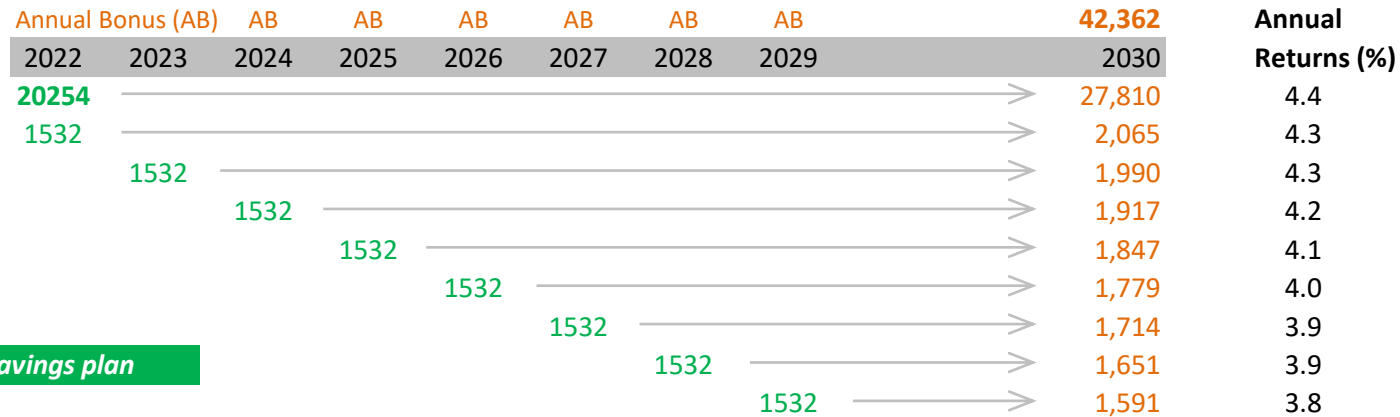 Annual Bonus (AB) AB AB AB AB AB AB 42,362 Annual
2022 2023 2024 2025 2026 2027 2028 2029 2030 Returns (%)
20254 27,810 4.4
1532 2,065 4.3
1532 1,990 4.3
1532 1,917 4.2
1532 1,847 4.1
1532 1,779 4.0
1532 1,714 3.9
avings plan 1532 1,651 3.9
1532 1,591 3.8